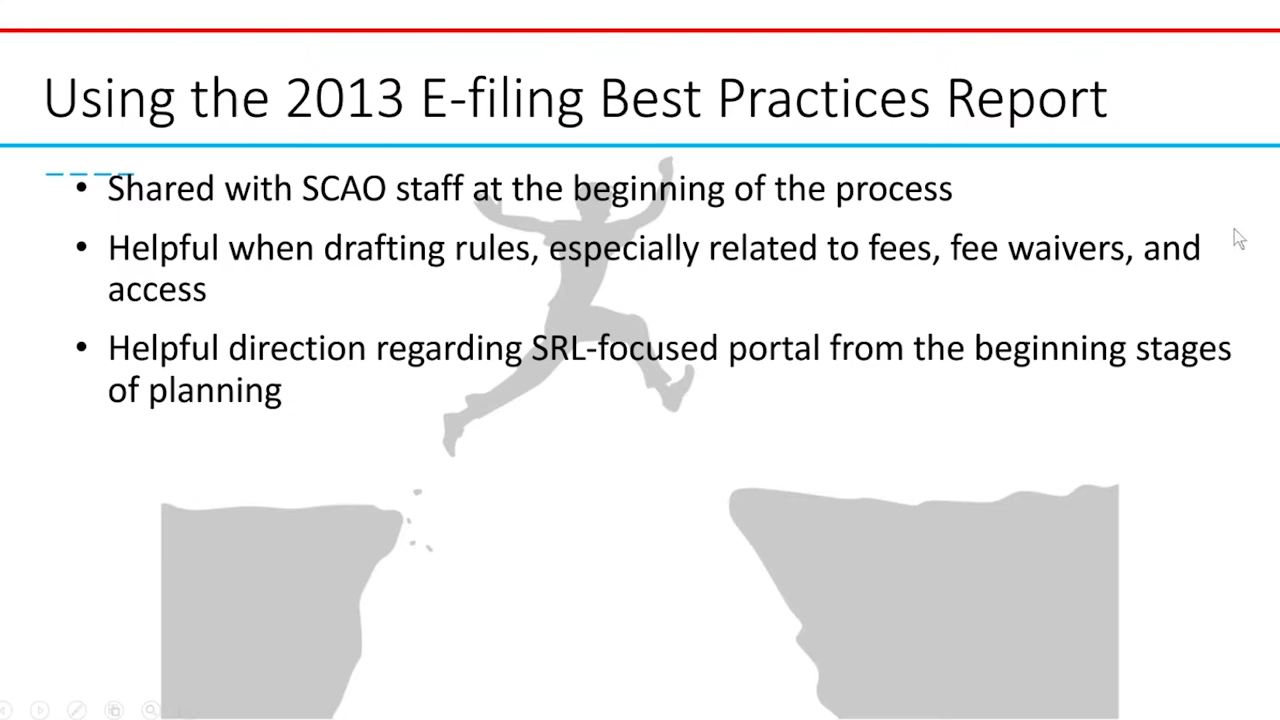 Using the 2013 E-filing Best Practices Report
• Shared with SCAO staff at the beginning of the process
• Helpful when drafting rules, especially related to fees, fee waivers, and
access
• Helpful direction regarding SRL-focused portal from the beginning stages
of planning